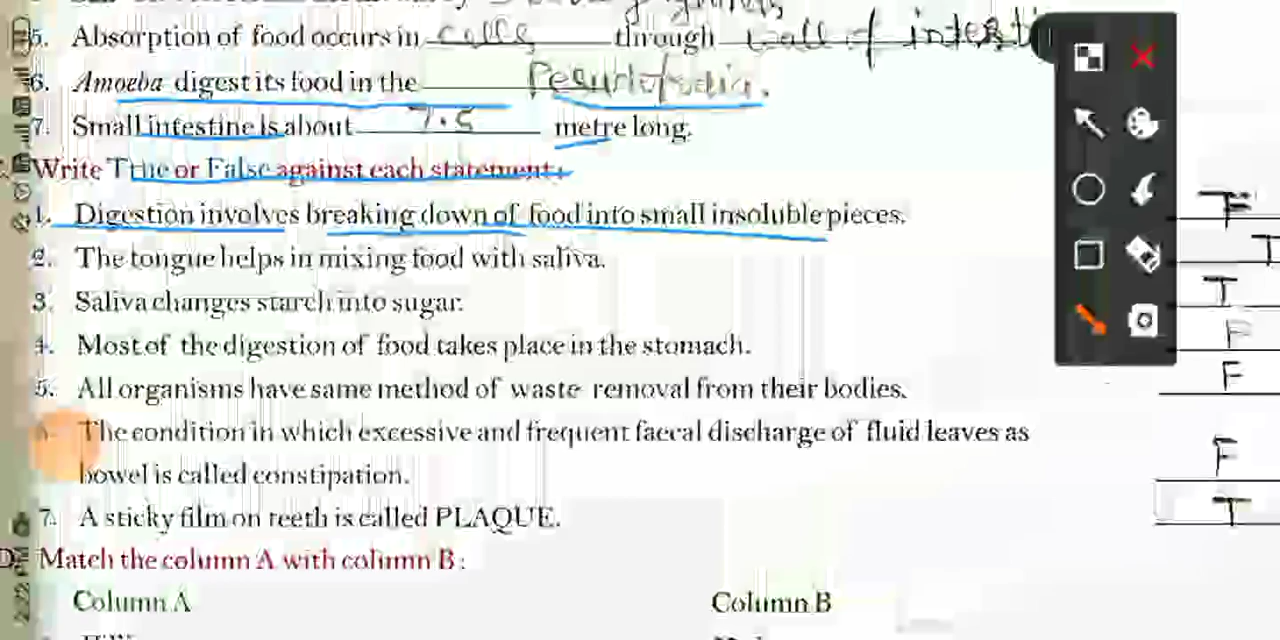 5. Absorption of food occurs in cells through wall of
6. Amoeba digest its food in the Pseudofodia.
7. Small intestine is about 7.5 metre long.
Write True or False against each statement:
1. Digestion involves breaking down of food into small insoluble pieces. F
2. The tongue helps in mixing food with saliva. T
3. Saliva changes starch into sugar. T
4. Most of the digestion of food takes place in the stomach. F
5. All organisms have same method of waste removal from their bodies. F
6. The condition in which excessive and frequent faecal discharge of fluid leaves as
bowel is called constipation. F
7. A sticky film on teeth is called PLAQUE. T
D. Match the column A with column B:
Column A Column B